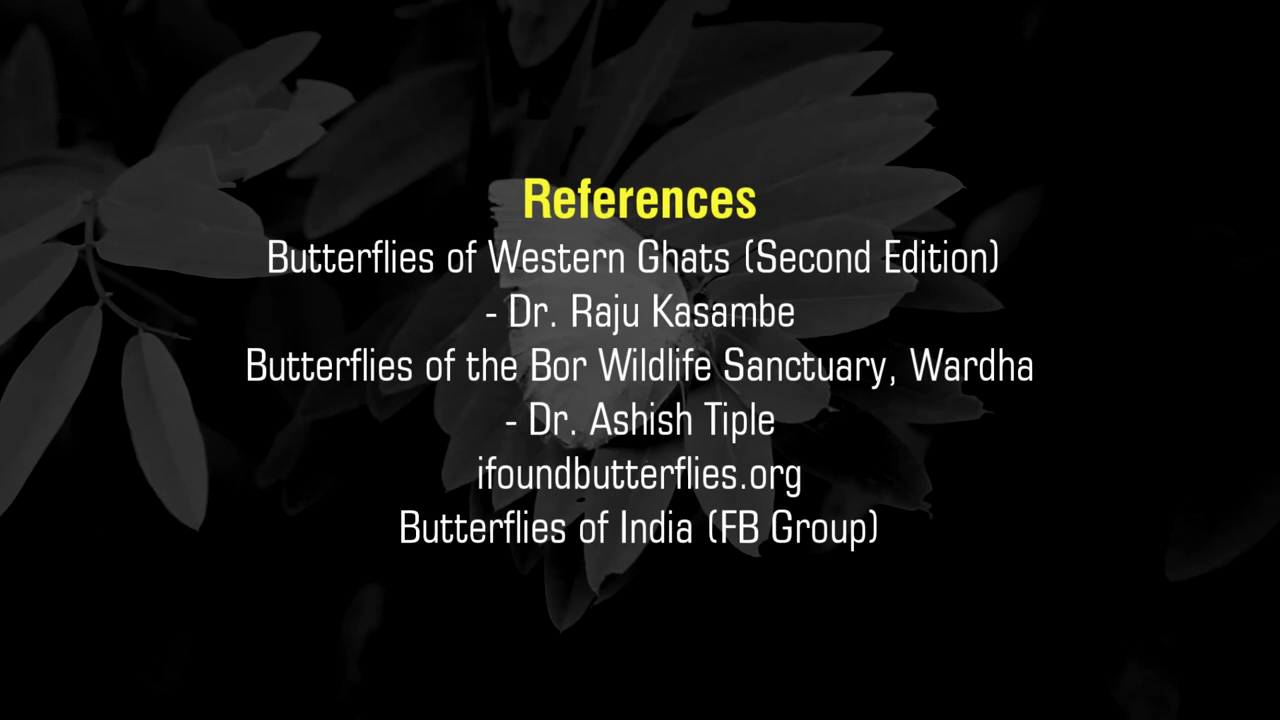 References
Butterflies of Western Ghats (Second Edition)
- Dr. Raju Kasambe
Butterflies of the Bor Wildlife Sanctuary, Wardha
- Dr. Ashish Tiple
ifoundbutterflies.org
Butterflies of India (FB Group)